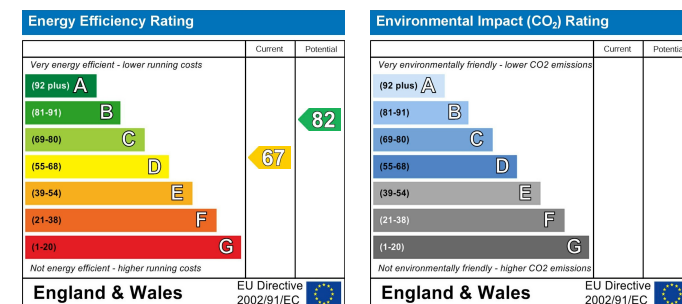 Energy Efficiency Rating
Current Potential
Very energy efficient - lower running costs
(92 plus) A
(81-91) B
82
(69-80) C
(55-68) D
67
(39-54) E
(21-38) F
(1-20) G
Not energy efficient - higher running costs
England & Wales
EU Directive
2002/91/EC
Environmental Impact (CO₂) Rating
Current Potentia
Very environmentally friendly - lower CO2 emissions
(92 plus) A
(81-91) B
(69-80) C
(55-68) D
(39-54) E
(21-38) F
(1-20) G
Not environmentally friendly - higher CO2 emissions
England & Wales
EU Directive
2002/91/EC